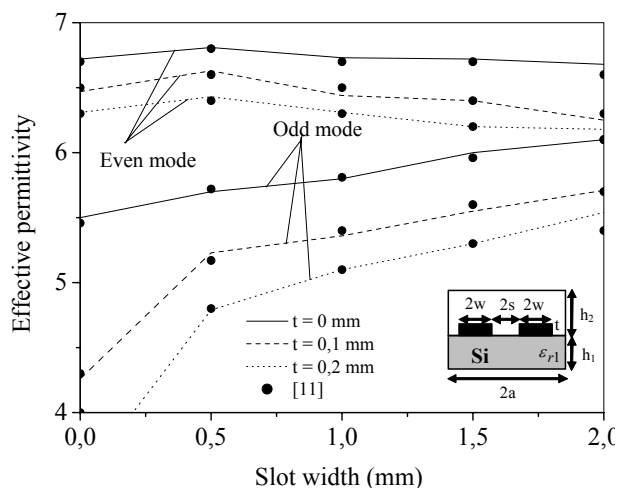 7
6
5
4
Effective permittivity
Even mode
Odd mode
t = 0 mm
t = 0,1 mm
t = 0,2 mm
[11]
2w 2s 2w
t
h₂
Si
εr1
h₁
2a
0,0 0,5 1,0 1,5 2,0
Slot width (mm)